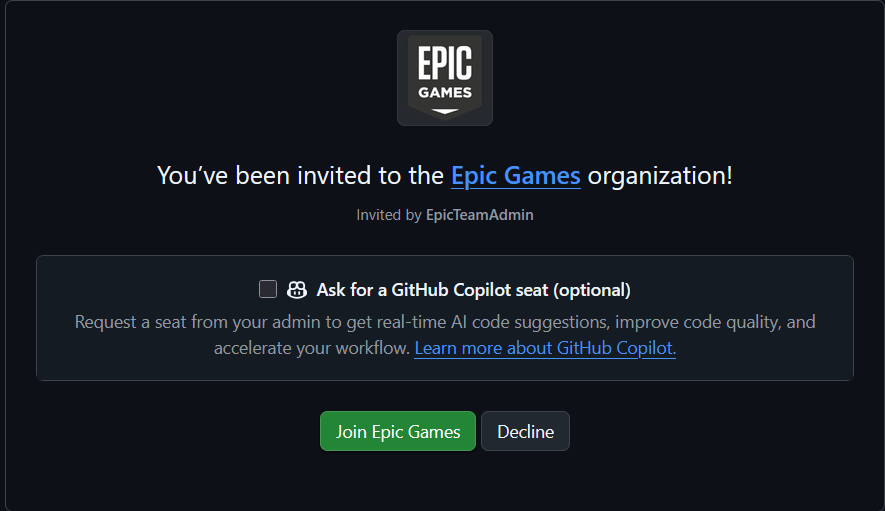 EPIC
GAMES
You’ve been invited to the Epic Games organization!
Invited by EpicTeamAdmin
Ask for a GitHub Copilot seat (optional)
Request a seat from your admin to get real-time AI code suggestions, improve code quality, and
accelerate your workflow. Learn more about GitHub Copilot.
Join Epic Games Decline